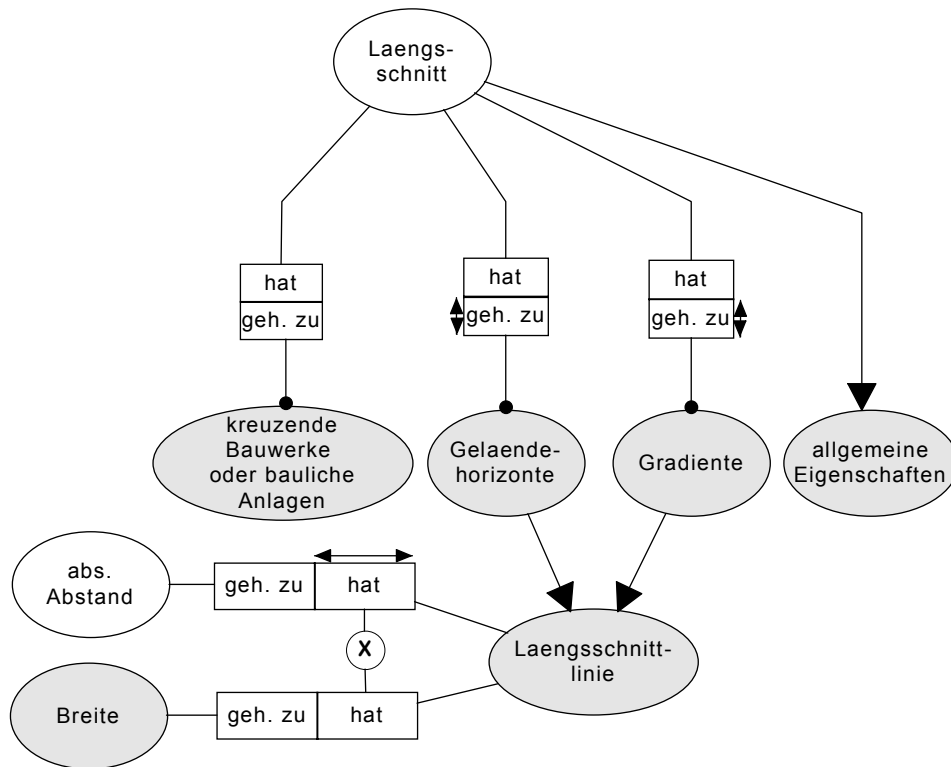 Laengs-
schnitt
hat
geh. zu
hat
geh. zu
hat
geh. zu
kreuzende
Bauwerke
oder bauliche
Anlagen
Gelaende-
horizonte
Gradiente
allgemeine
Eigenschaften
abs.
Abstand
geh. zu
hat
X
Laengsschnitt-
linie
Breite
geh. zu
hat